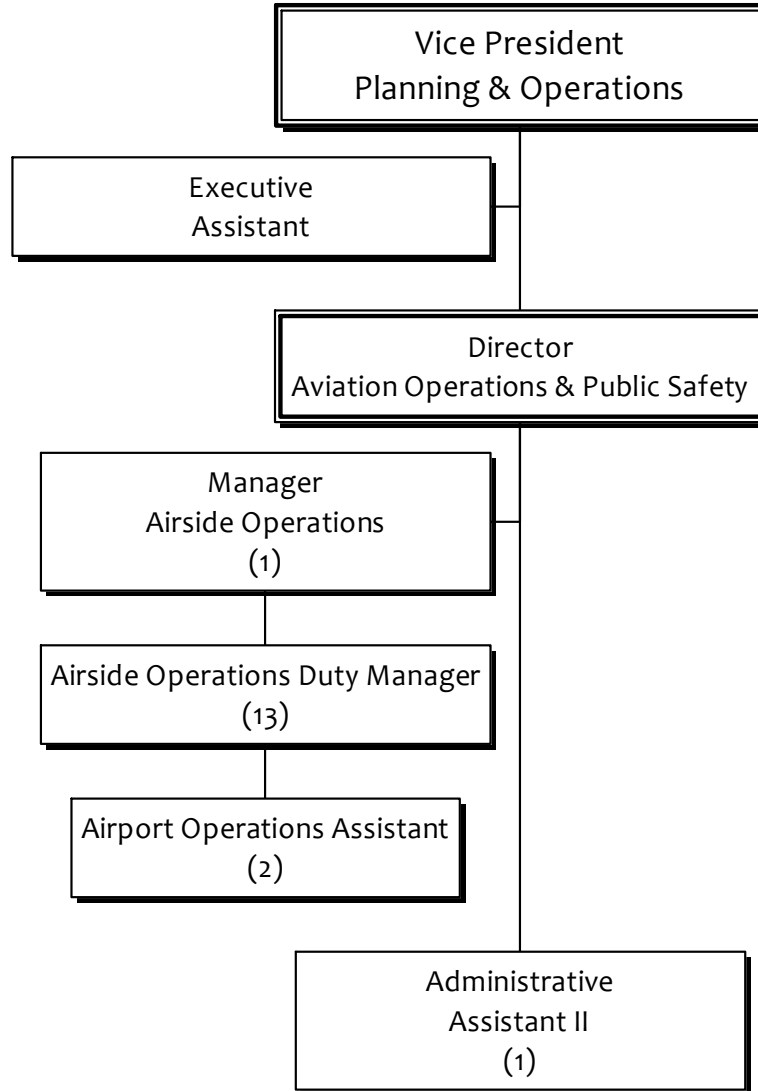 Vice President
Planning & Operations
Executive
Assistant
Director
Aviation Operations & Public Safety
Manager
Airside Operations
(1)
Airside Operations Duty Manager
(13)
Airport Operations Assistant
(2)
Administrative
Assistant II
(1)